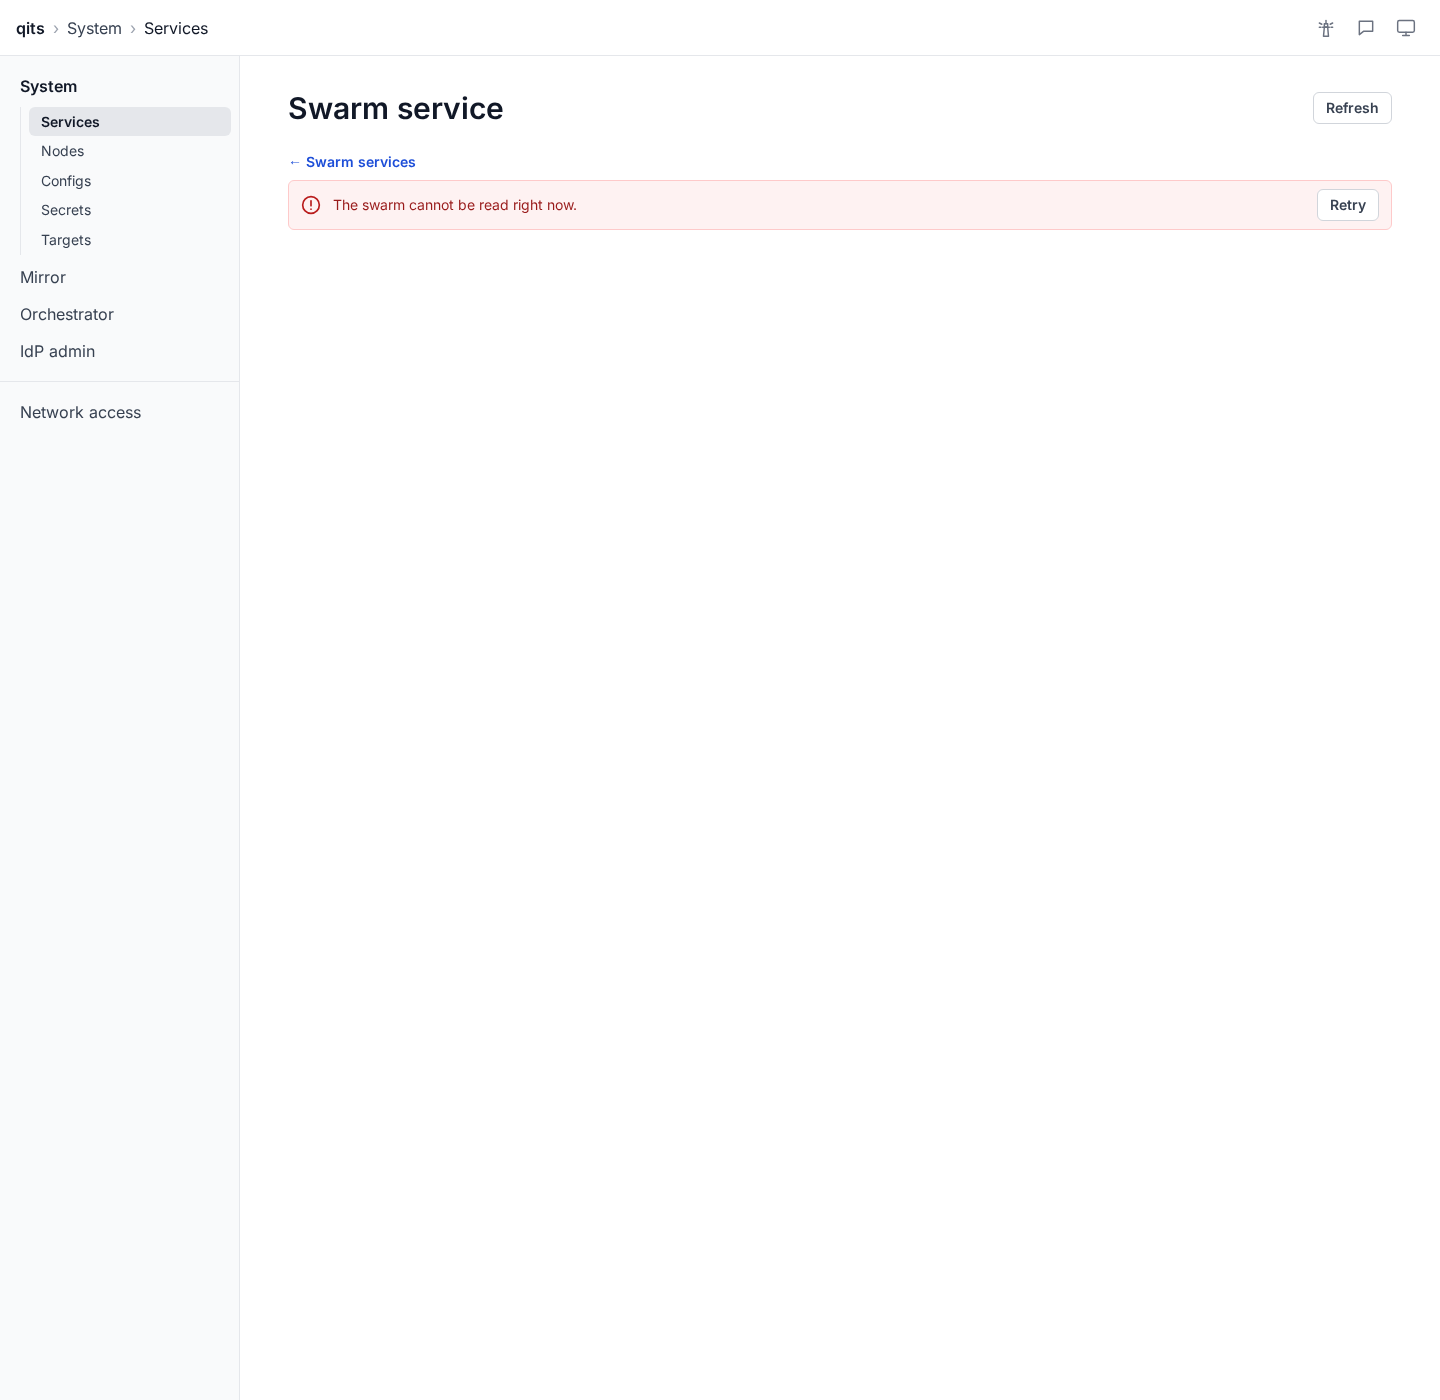 qits › System › Services
System
Services
Nodes
Configs
Secrets
Targets
Mirror
Orchestrator
IdP admin
Network access
Swarm service
Refresh
← Swarm services
The swarm cannot be read right now.
Retry